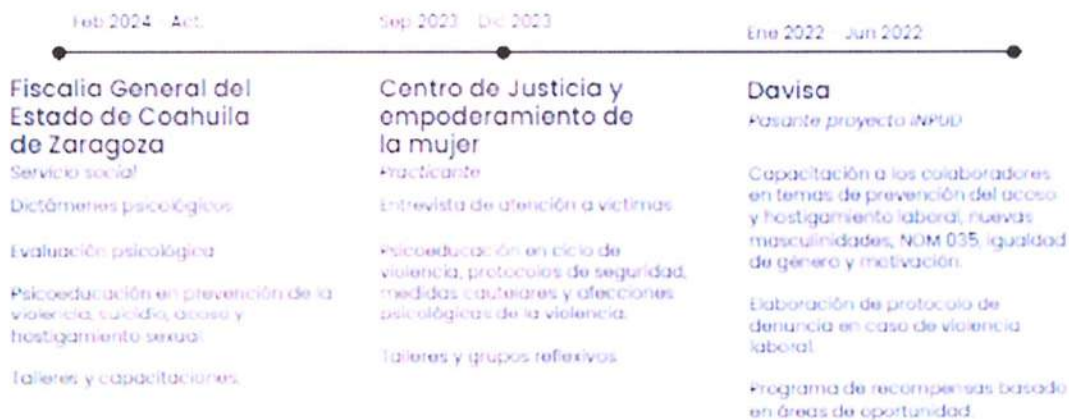 Feb 2024 - Act.
Fiscalia General del
Estado de Coahuila
de Zaragoza
Servicio social
Dictámenes psicológicos
Evaluación psicológica
Psicoeducación en prevención de la
violencia, suicidio, acoso y
hostigamiento sexual
Talleres y capacitaciones.
Sep 2023 - Dic 2023
Centro de Justicia y
empoderamiento de
la mujer
Practicante
Entrevista de atención a victimas
Psicoeducación en ciclo de
violencia, protocolos de seguridad,
medidas cautelares y afecciones
psicológicas de la violencia.
Talleres y grupos reflexivos
Ene 2022 - Jun 2022
Davisa
Pasante proyecto INPUD
Capacitación a los colaboradores
en temas de prevención del acoso
y hostigamiento laboral, nuevas
masculinidades, NOM 035, igualdad
de género y motivación.
Elaboración de protocolo de
denuncia en caso de violencia
laboral.
Programa de recompensas basado
en áreas de oportunidad